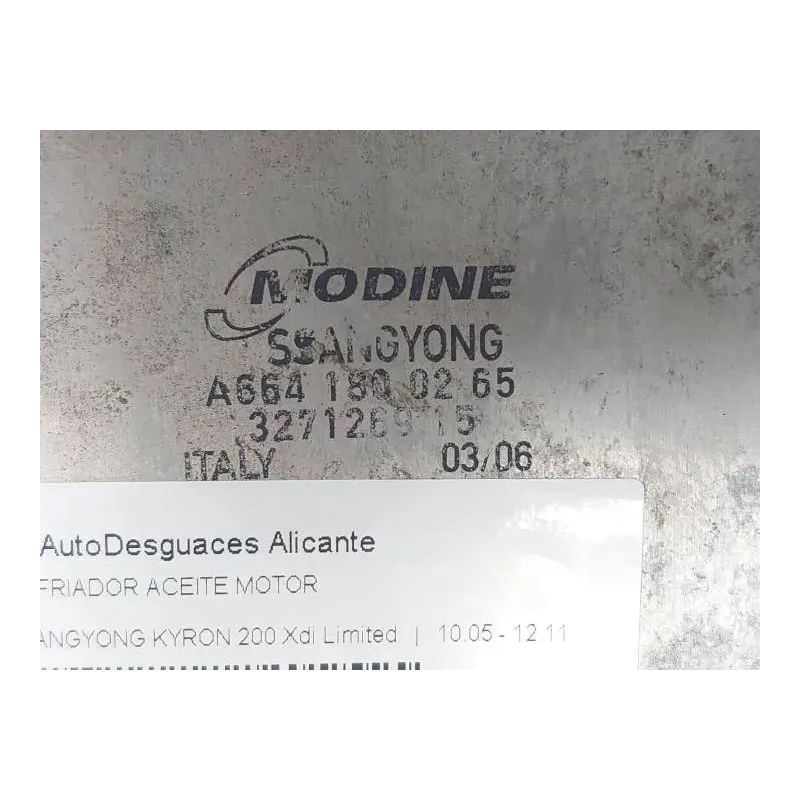 MODINE
SSANGYONG
A664 180 02 65
3271269 15
ITALY 03/06
AutoDesguaces Alicante
FRIADOR ACEITE MOTOR
ANGYONG KYRON 200 Xdi Limited | 10.05 - 12.11